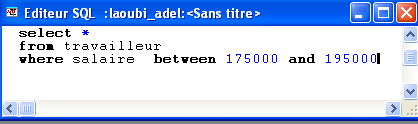 Editeur SQL :laoubi_adel:<Sans titre>
select *
from travailleur
where salaire between 175000 and 195000